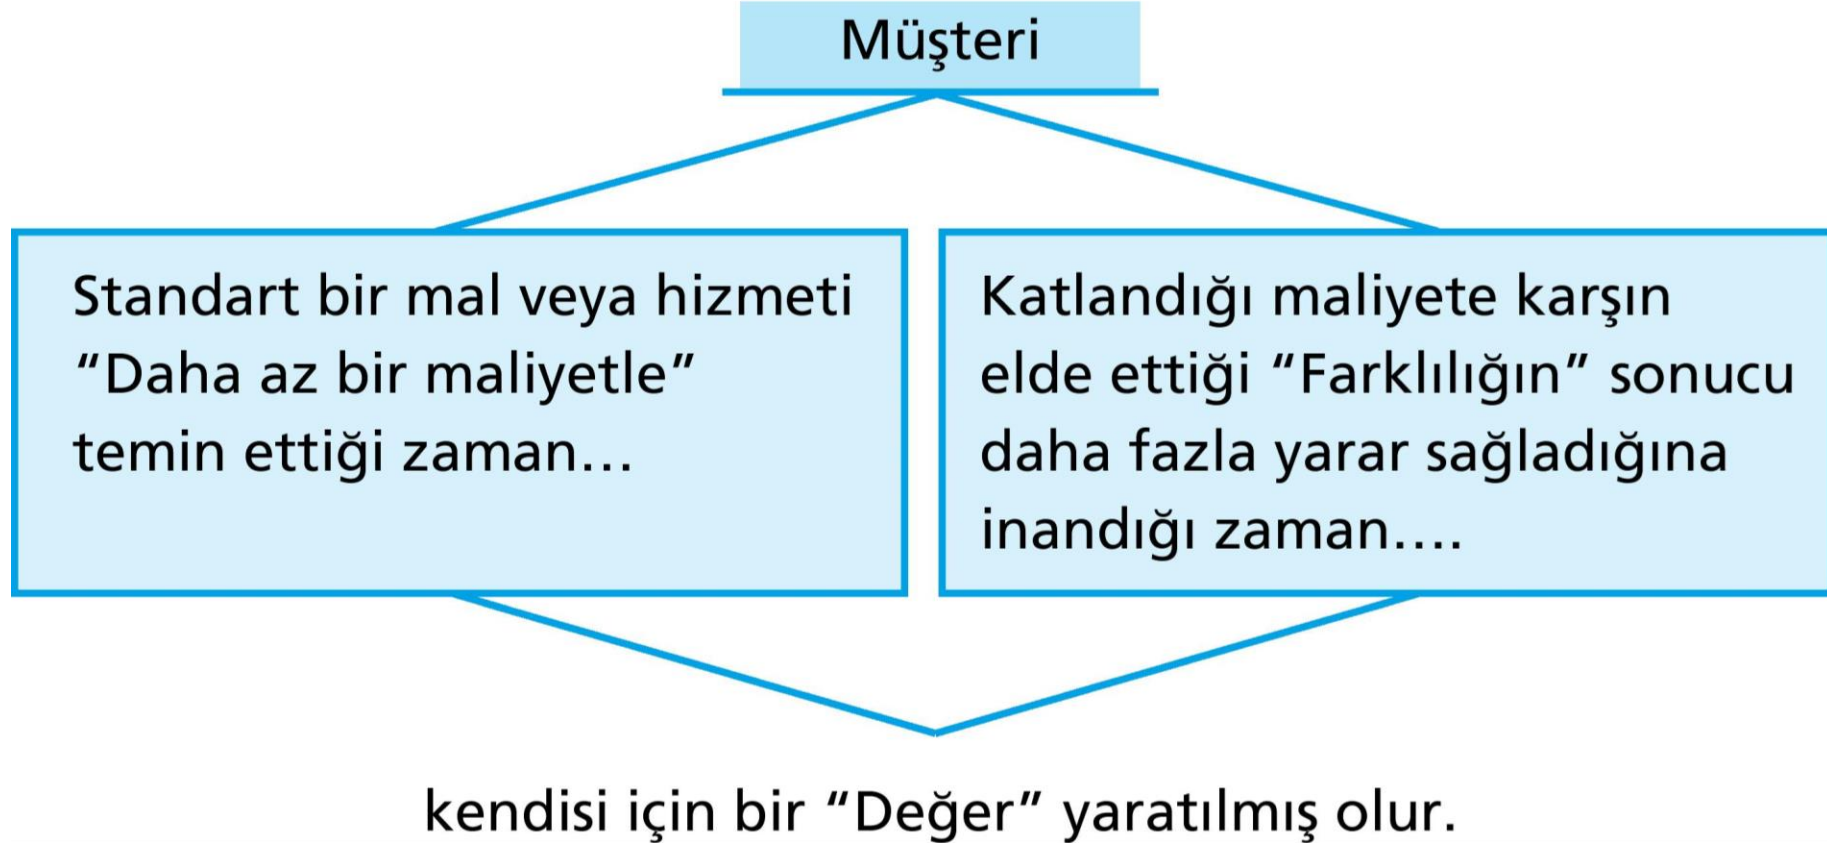 Müşteri
Standart bir mal veya hizmeti
“Daha az bir maliyetle”
temin ettiği zaman...
Katlandığı maliyete karşın
elde ettiği “Farklılığın” sonucu
daha fazla yarar sağladığına
inandığı zaman....
kendisi için bir “Değer” yaratılmış olur.